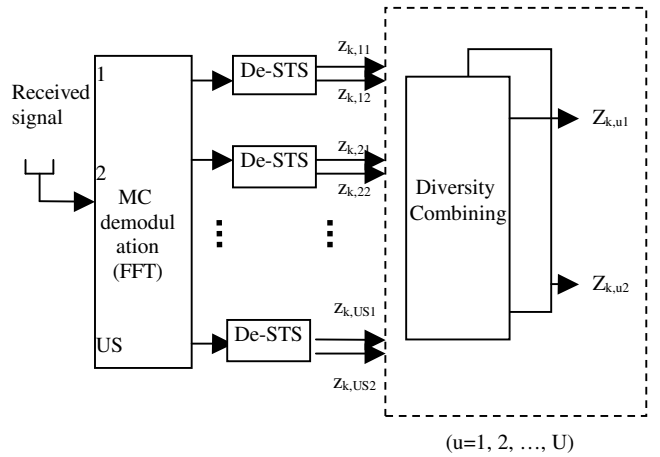 Received
signal
1
2
MC
demodul
ation
(FFT)
US
De-STS
z_{k,11}
z_{k,12}
De-STS
z_{k,21}
z_{k,22}
De-STS
z_{k,US1}
z_{k,US2}
Diversity
Combining
Z_{k,u1}
Z_{k,u2}
(u=1, 2, …, U)